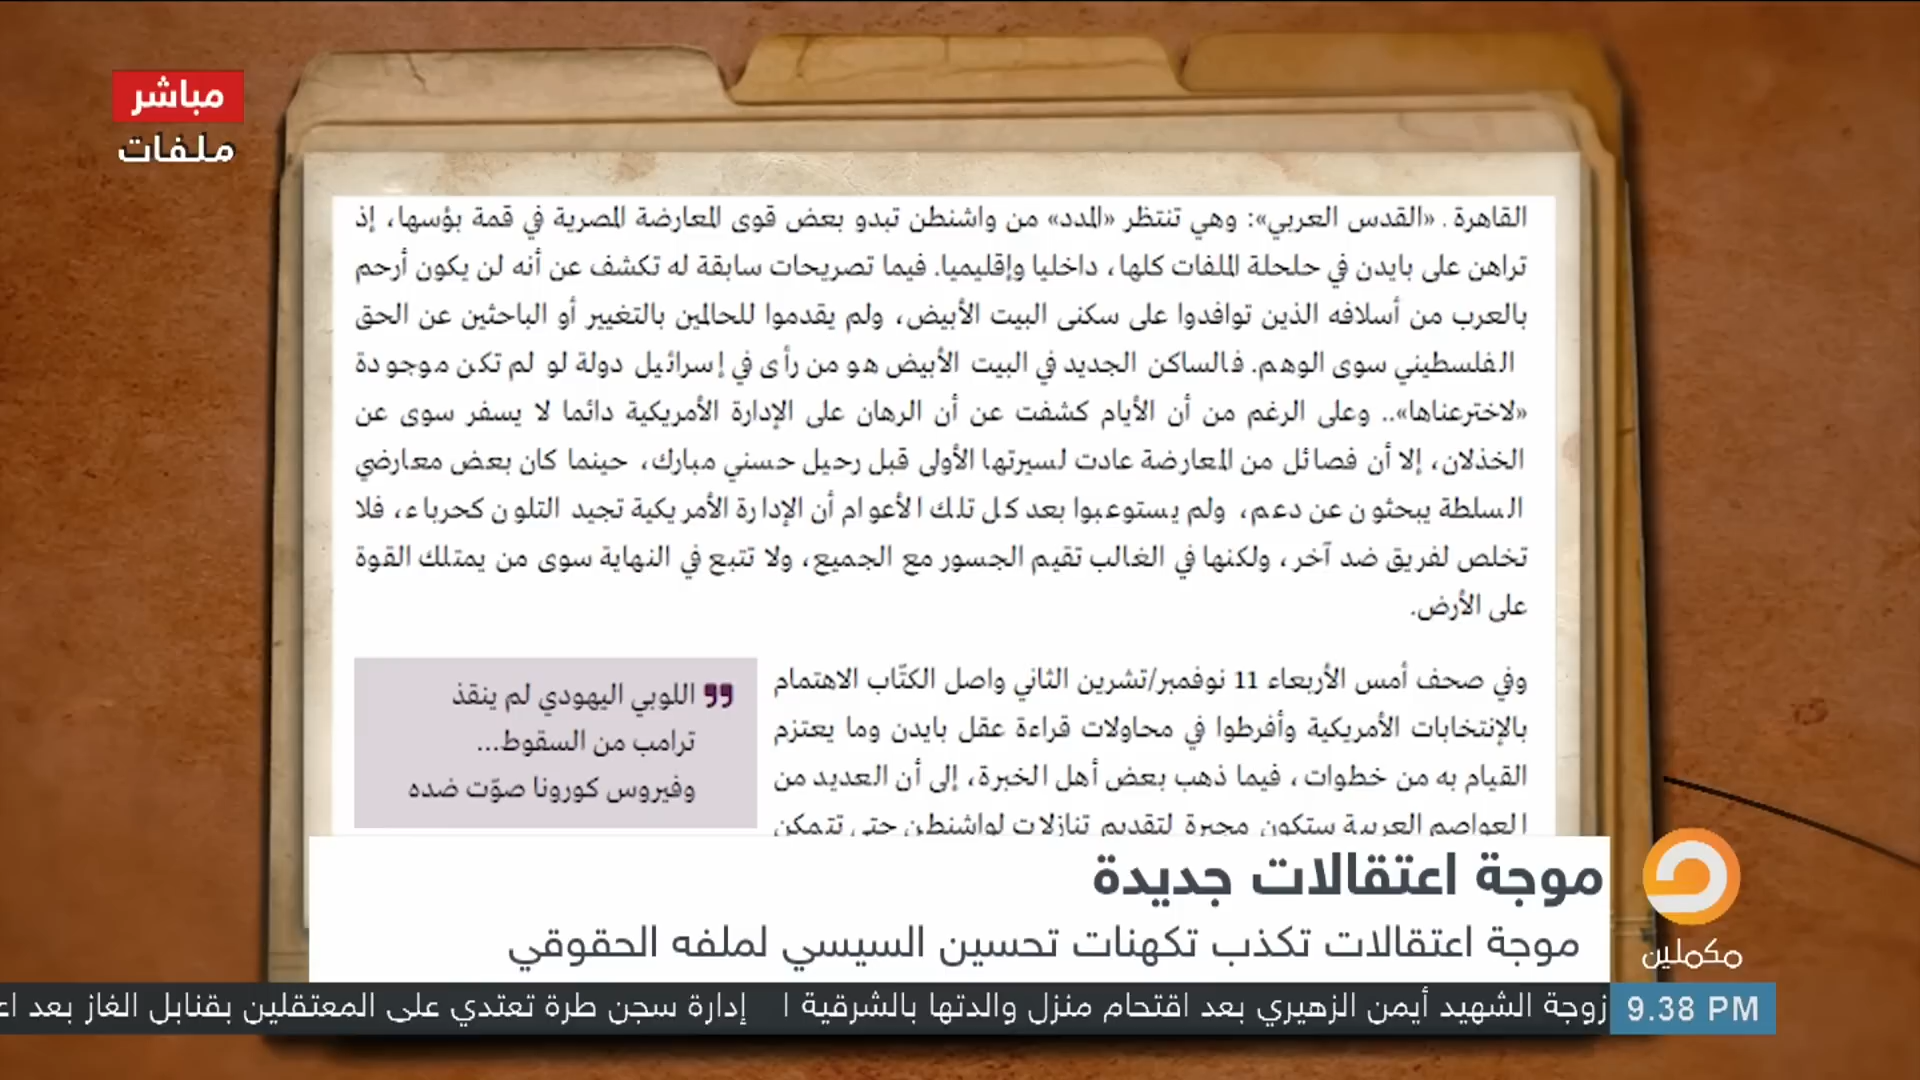 مباشر
ملفات
القاهرة . «القدس العربي»: وهي تنتظر «المدد» من واشنطن تبدو بعض قوى المعارضة المصرية في قمة بؤسها، إذ
تراهن على بايدن في حلحلة الملفات كلها، داخليا وإقليميا. فيما تصريحات سابقة له تكشف عن أنه لن يكون أرحم
بالعرب من أسلافه الذين توافدوا على سكنى البيت الأبيض، ولم يقدموا للحالمين بالتغيير أو الباحثين عن الحق
الفلسطيني سوى الوهم. فالساكن الجديد في البيت الأبيض هو من رأى في إسرائيل دولة لو لم تكن موجودة
«لاخترعناها».. وعلى الرغم من أن الأيام كشفت عن أن الرهان على الإدارة الأمريكية دائما لا يسفر سوى عن
الخذلان، إلا أن فصائل من المعارضة عادت لسيرتها الأولى قبل رحيل حسني مبارك، حينما كان بعض معارضي
السلطة يبحثون عن دعم، ولم يستوعبوا بعد كل تلك الأعوام أن الإدارة الأمريكية تجيد التلون كحرباء، فلا
تخلص لفريق ضد آخر، ولكنها في الغالب تقيم الجسور مع الجميع، ولا تتبع في النهاية سوى من يمتلك القوة
على الأرض.
وفي صحف أمس الأربعاء 11 نوفمبر/تشرين الثاني واصل الكتّاب الاهتمام
بالإنتخابات الأمريكية وأفرطوا في محاولات قراءة عقل بايدن وما يعتزم
القيام به من خطوات، فيما ذهب بعض أهل الخبرة، إلى أن العديد من
العواصم العربية ستكون مجبرة لتقديم تنازلات لواشنطن حتى تتمكن
اللوبي اليهودي لم ينقذ
ترامب من السقوط...
وفيروس كورونا صوّت ضده
موجة اعتقالات جديدة
موجة اعتقالات تكذب تكهنات تحسين السيسي لملفه الحقوقي
مكملين
زوجة الشهيد أيمن الزهيري بعد اقتحام منزل والدتها بالشرقية | إدارة سجن طرة تعتدي على المعتقلين بقنابل الغاز بعد
9.38 PM